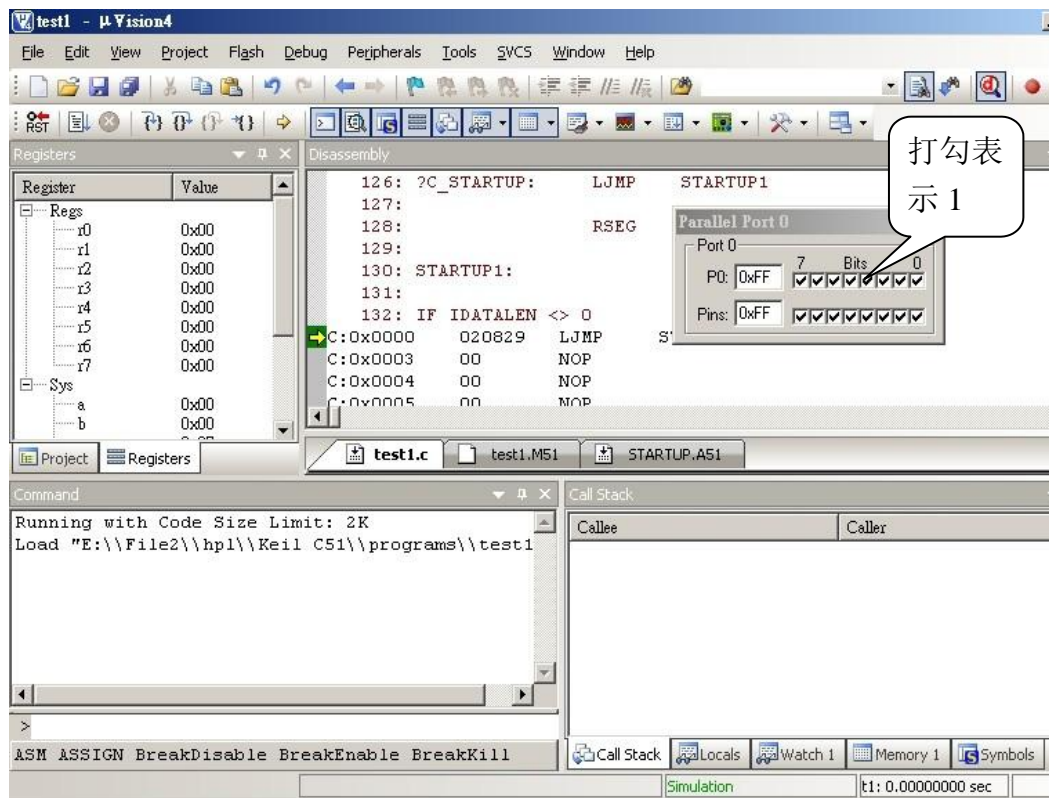 test1 - µVision4
File Edit View Project Flash Debug Peripherals Tools SVCS Window Help
RST
Registers
Register Value
Regs
r0 0x00
r1 0x00
r2 0x00
r3 0x00
r4 0x00
r5 0x00
r6 0x00
r7 0x00
Sys
a 0x00
b 0x00
Project Registers
Disassembly
126: ?C_STARTUP: LJMP STARTUP1
127:
128: RSEG
129:
130: STARTUP1:
131:
132: IF IDATALEN <> 0
C:0x0000 020829 LJMP
C:0x0003 00 NOP
C:0x0004 00 NOP
C:0x0005 00 NOP
打勾表
示 1
Parallel Port 0
Port 0
7 Bits 0
P0: 0xFF
Pins: 0xFF
test1.c test1.M51 STARTUP.A51
Command
Running with Code Size Limit: 2K
Load "E:\\File2\\hpl\\Keil C51\\programs\\test1
>
ASM ASSIGN BreakDisable BreakEnable BreakKill
Call Stack
Callee Caller
Call Stack Locals Watch 1 Memory 1 Symbols
Simulation t1: 0.00000000 sec